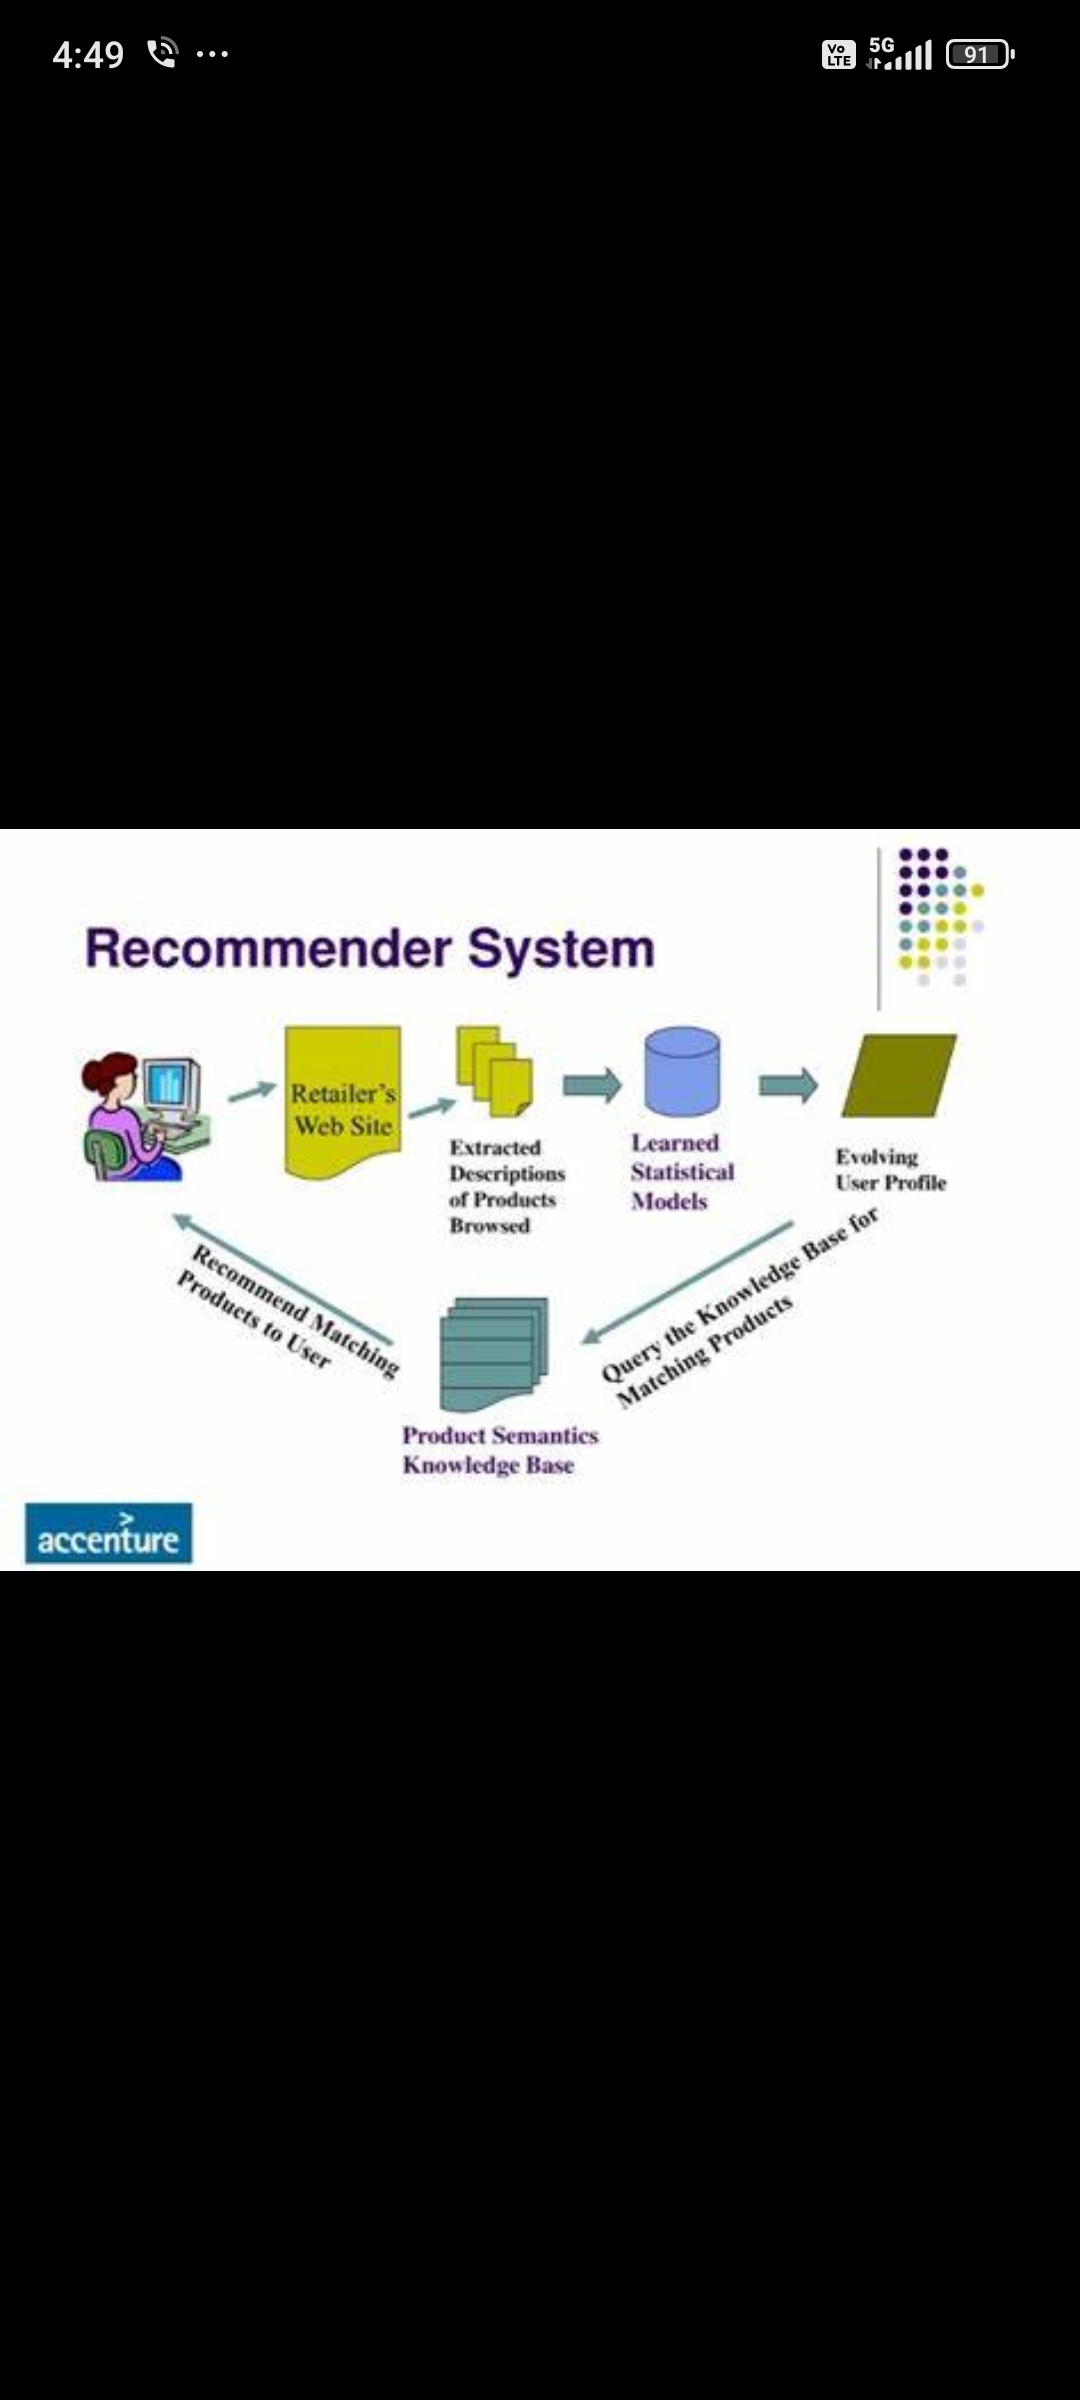 4:49
Vo
LTE
5G
91
Recommender System
Retailer's
Web Site
Extracted
Descriptions
of Products
Browsed
Learned
Statistical
Models
Evolving
User Profile
Recommend Matching
Products to User
Query the Knowledge Base for
Matching Products
Product Semantics
Knowledge Base
>
accenture